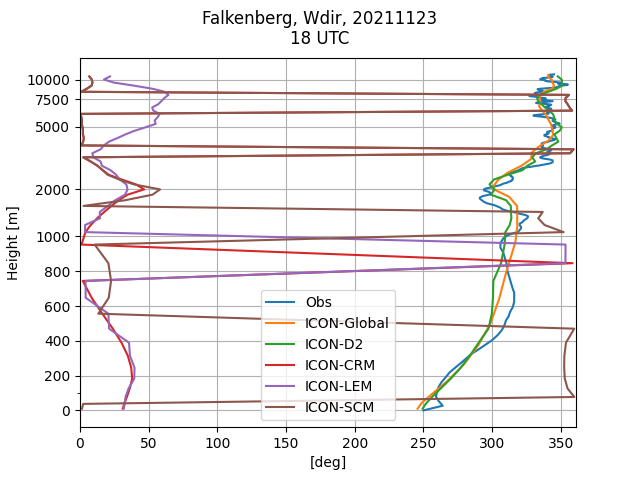 Falkenberg, Wdir, 20211123
18 UTC
Height [m]
10000
7500
5000
2000
1000
800
600
400
200
0
Obs
ICON-Global
ICON-D2
ICON-CRM
ICON-LEM
ICON-SCM
0 50 100 150 200 250 300 350
[deg]